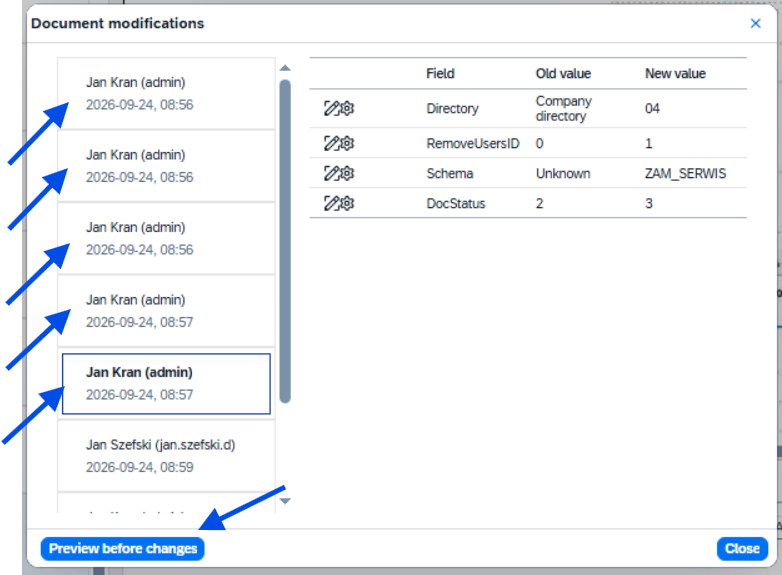 Document modifications
Jan Kran (admin)
2026-09-24, 08:56
Jan Kran (admin)
2026-09-24, 08:56
Jan Kran (admin)
2026-09-24, 08:56
Jan Kran (admin)
2026-09-24, 08:57
Jan Kran (admin)
2026-09-24, 08:57
Jan Szefski (jan.szefski.d)
2026-09-24, 08:59
Field Old value New value
Directory Company directory 04
RemoveUsersID 0 1
Schema Unknown ZAM_SERWIS
DocStatus 2 3
Preview before changes
Close